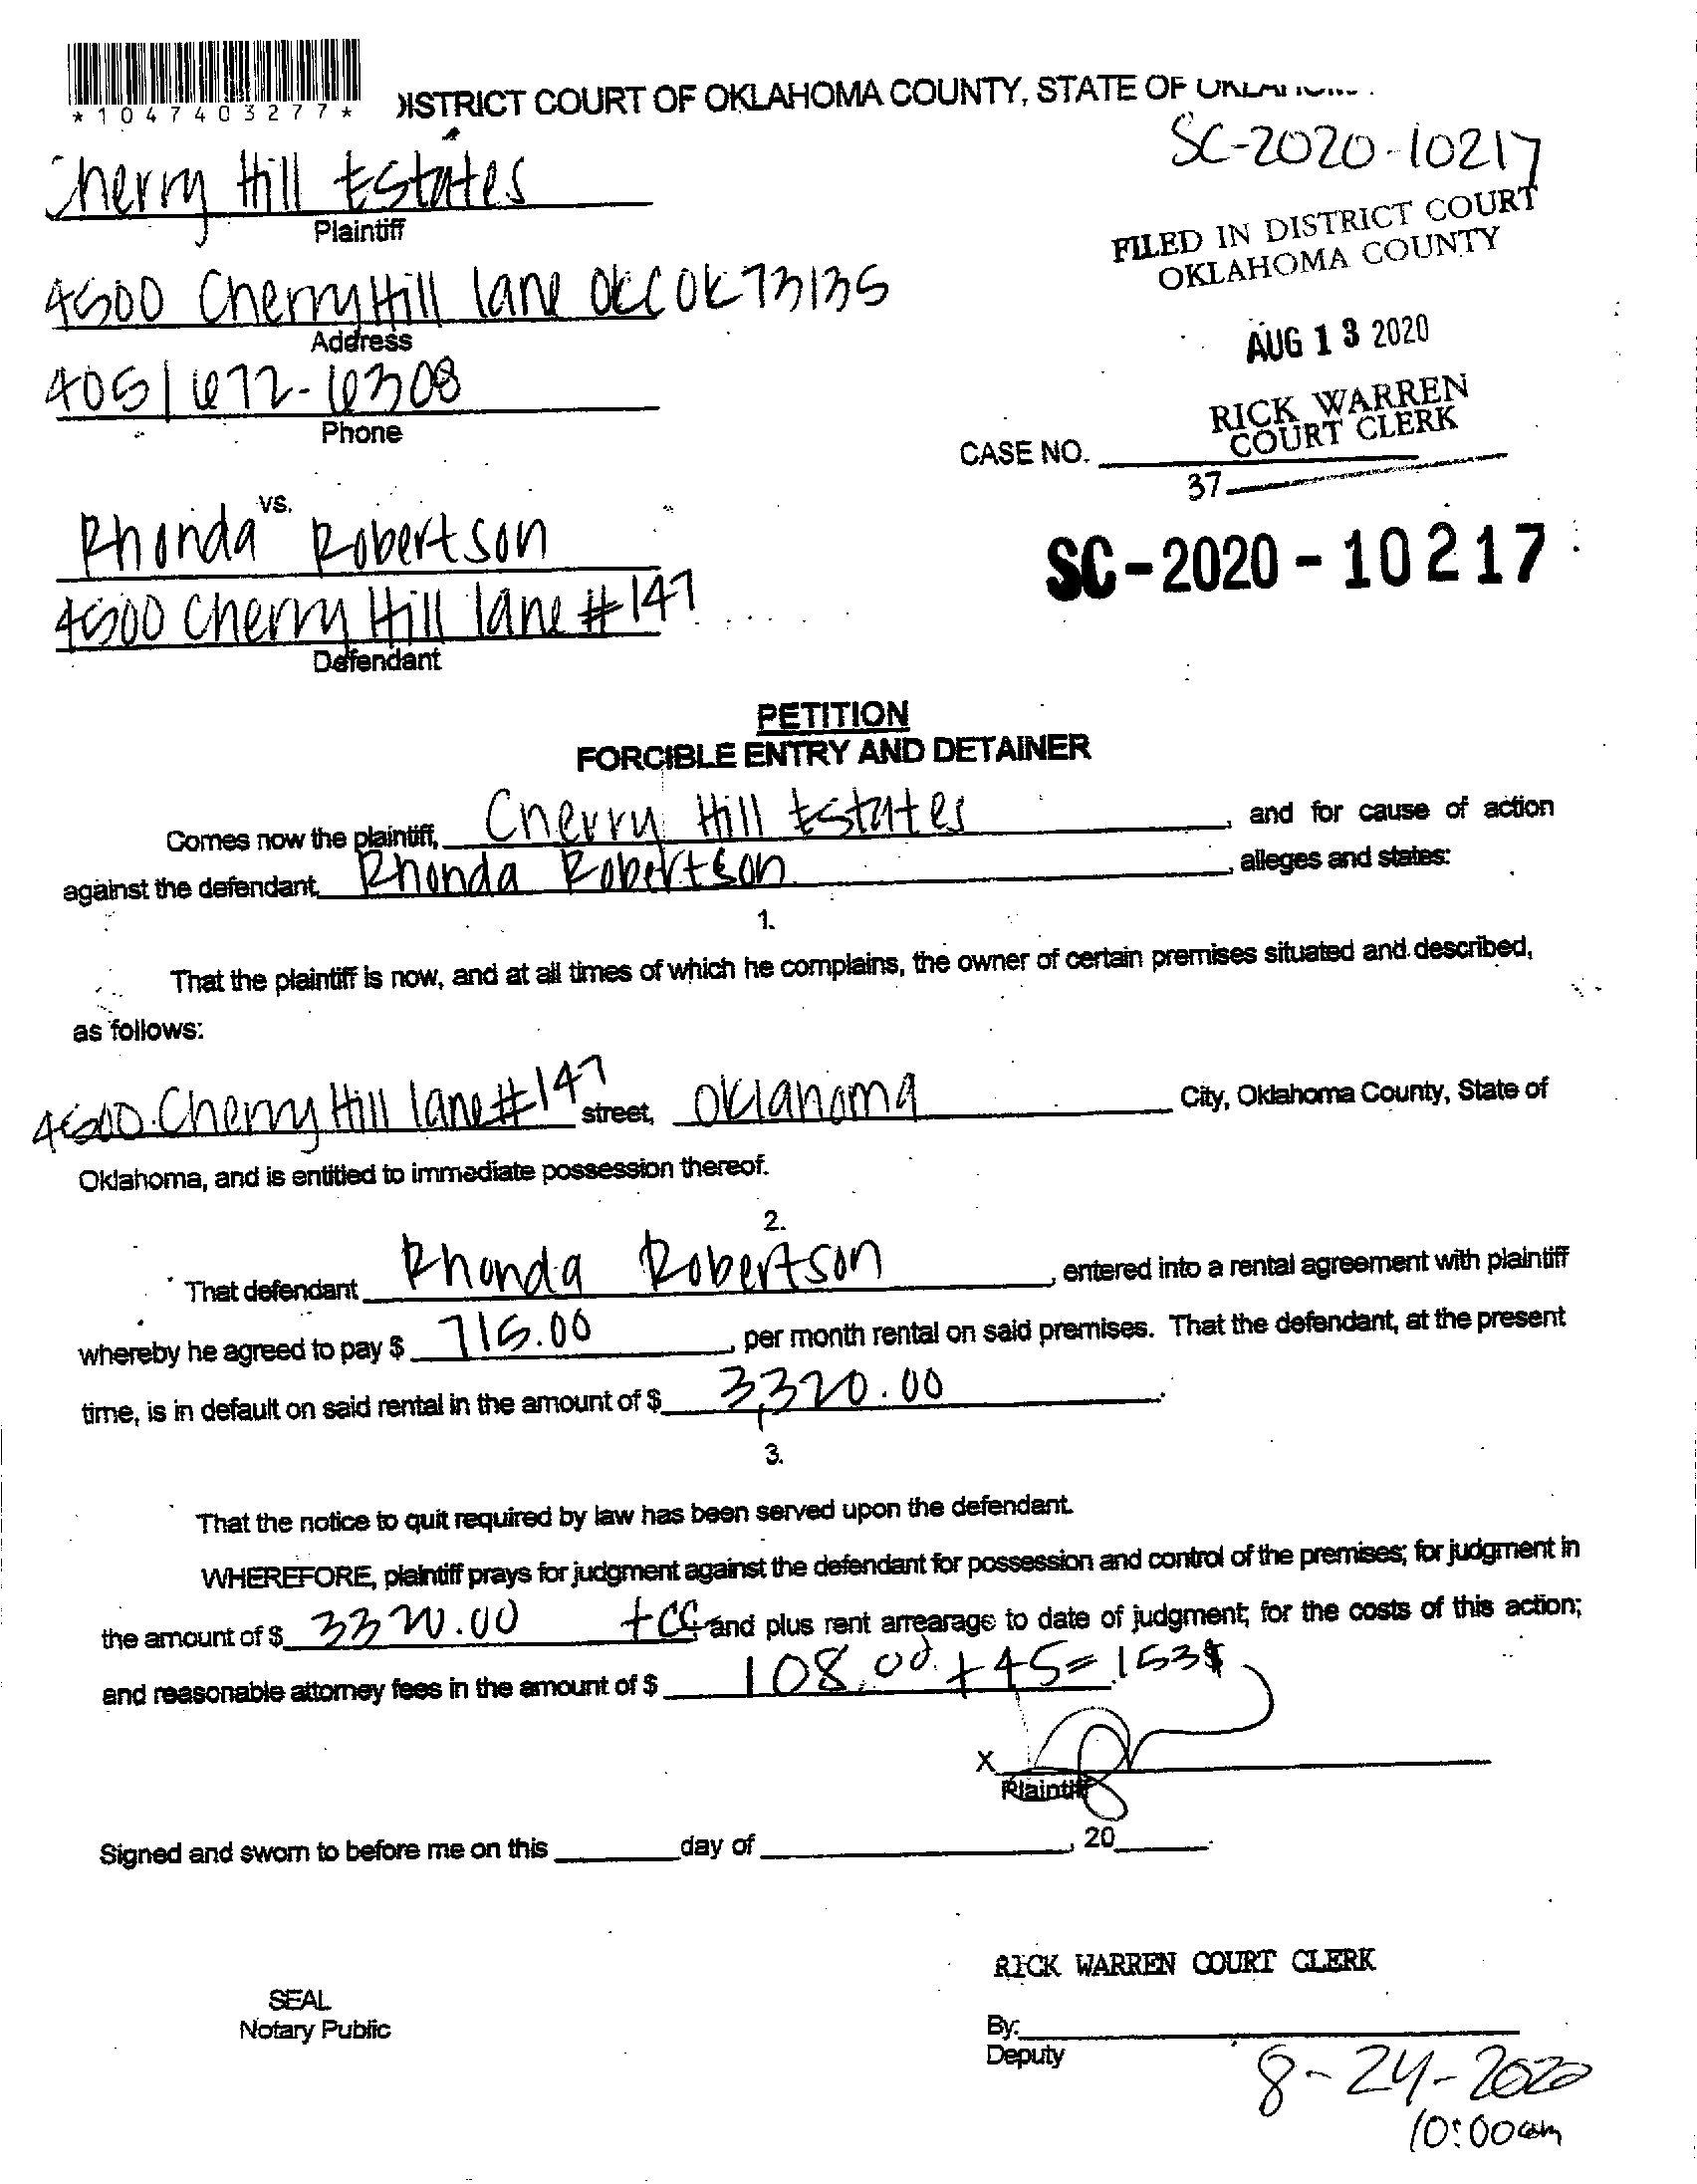 *1047403277*
DISTRICT COURT OF OKLAHOMA COUNTY, STATE OF
SC-2020-10217
Cherry Hill Estates
Plaintiff
FILED IN DISTRICT COURT
OKLAHOMA COUNTY
4500 Cherry Hill lane OKC OK 73135
Address
AUG 13 2020
405/672-6308
Phone
RICK WARREN
COURT CLERK
CASE NO.
37
vs.
Rhonda Robertson
SC-2020-10217
4500 Cherry Hill lane #147
Defendant
PETITION
FORCIBLE ENTRY AND DETAINER
Comes now the plaintiff, Cherry Hill Estates, and for cause of action
against the defendant, Rhonda Robertson, alleges and states:
1.
That the plaintiff is now, and at all times of which he complains, the owner of certain premises situated and described,
as follows:
4500 Cherry Hill lane #147 street, Oklahoma City, Oklahoma County, State of
Oklahoma, and is entitled to immediate possession thereof.
2.
That defendant Rhonda Robertson, entered into a rental agreement with plaintiff
whereby he agreed to pay $ 715.00, per month rental on said premises. That the defendant, at the present
time, is in default on said rental in the amount of $ 3,320.00.
3.
That the notice to quit required by law has been served upon the defendant.
WHEREFORE, plaintiff prays for judgment against the defendant for possession and control of the premises; for judgment in
the amount of $ 3320.00 +CC and plus rent arrearage to date of judgment; for the costs of this action;
and reasonable attorney fees in the amount of $ 108.00 + 45 = 153$
X
Plaintiff
Signed and sworn to before me on this day of , 20 .
RICK WARREN COURT CLERK
SEAL
Notary Public
By:
Deputy
8-24-2020
10:00am